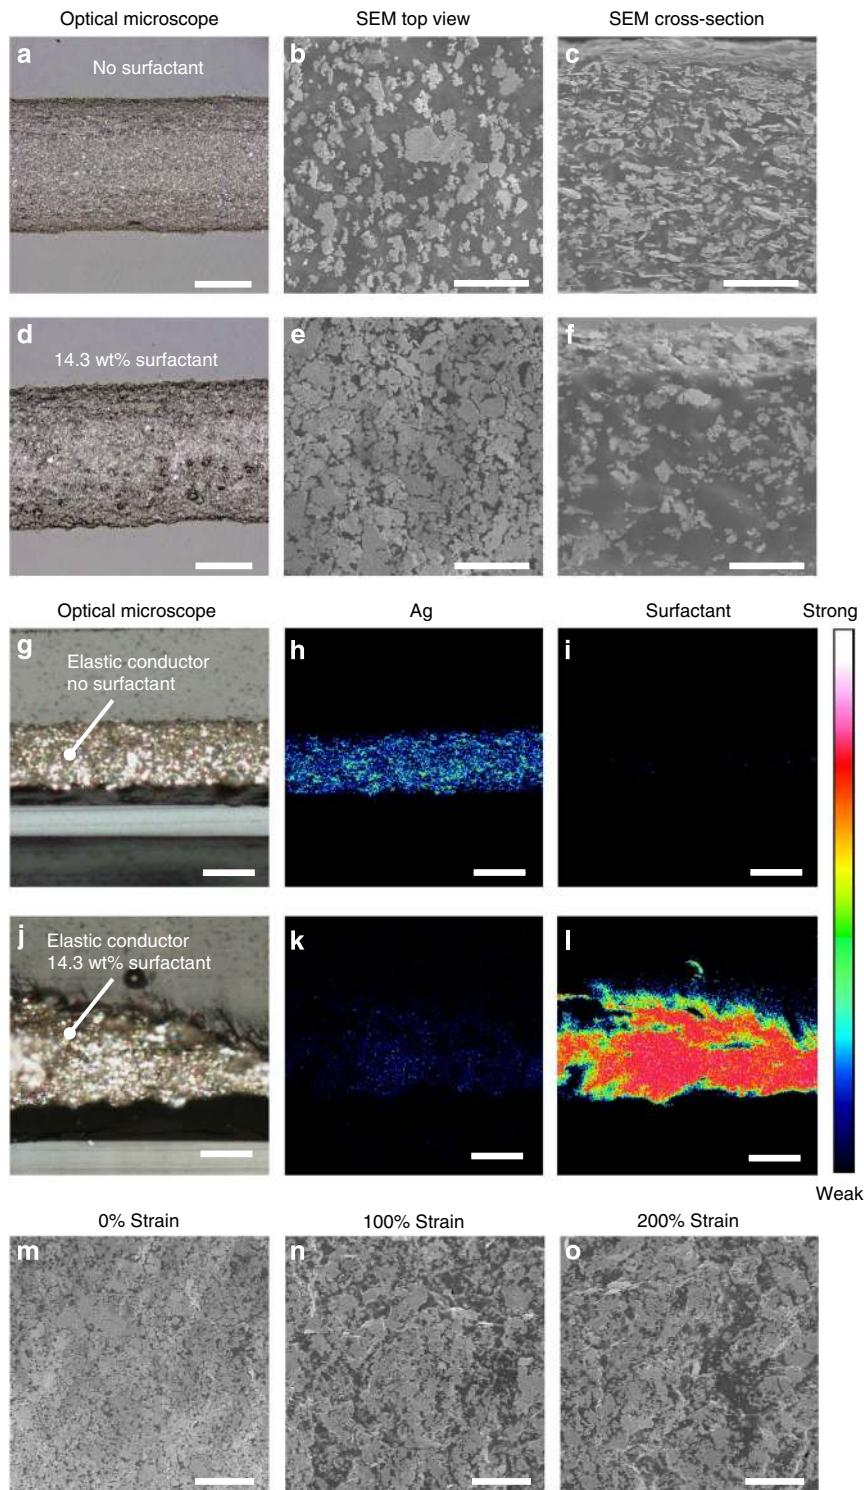 Optical microscope
SEM top view
SEM cross-section
a
No surfactant
b
c
d
14.3 wt% surfactant
e
f
Optical microscope
Ag
Surfactant
Strong
g
Elastic conductor
no surfactant
h
i
j
Elastic conductor
14.3 wt% surfactant
k
l
Weak
0% Strain
100% Strain
200% Strain
m
n
o